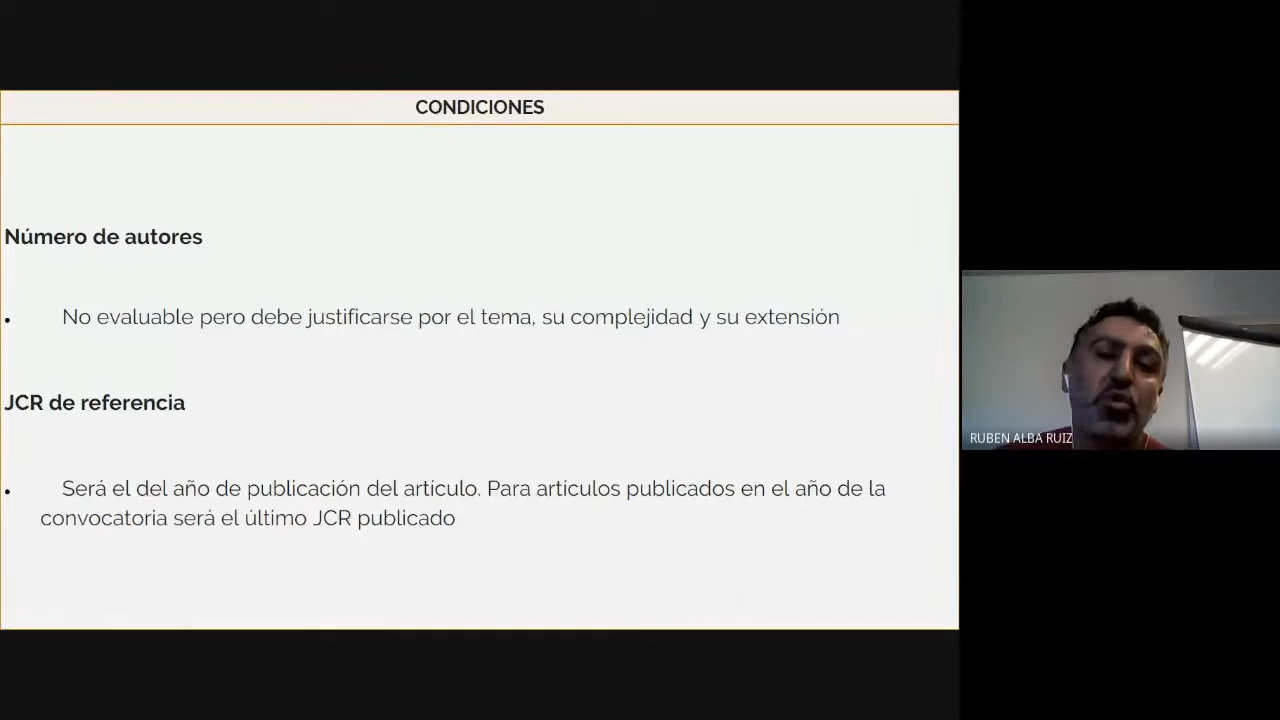 CONDICIONES
Número de autores
• No evaluable pero debe justificarse por el tema, su complejidad y su extensión
JCR de referencia
• Será el del año de publicación del artículo. Para artículos publicados en el año de la
convocatoria será el último JCR publicado
RUBEN ALBA RUIZ